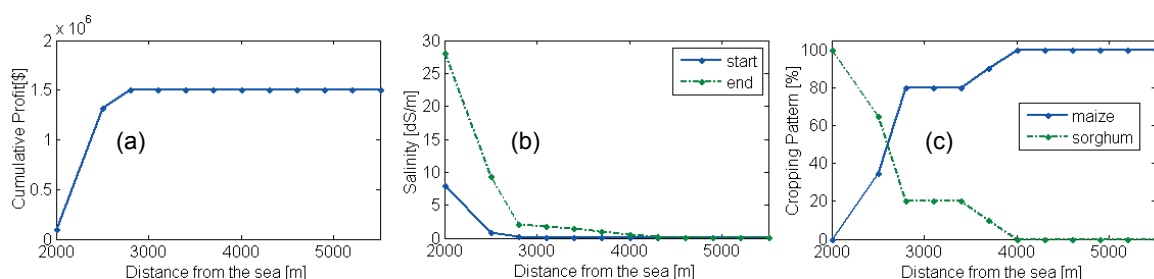 2 x 10^6
1.5
1
0.5
0
2000 3000 4000 5000
Cumulative Profit[$]
Distance from the sea [m]
(a)
30
25
20
15
10
5
0
2000 3000 4000 5000
Salinity [dS/m]
Distance from the sea [m]
start
end
(b)
100
80
60
40
20
0
2000 3000 4000 5000
Cropping Pattern [%]
Distance from the sea [m]
maize
sorghum
(c)